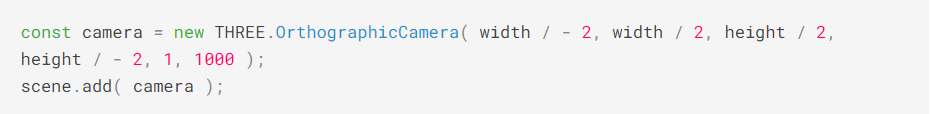 const camera = new THREE.OrthographicCamera( width / - 2, width / 2, height / 2,
height / - 2, 1, 1000 );
scene.add( camera );